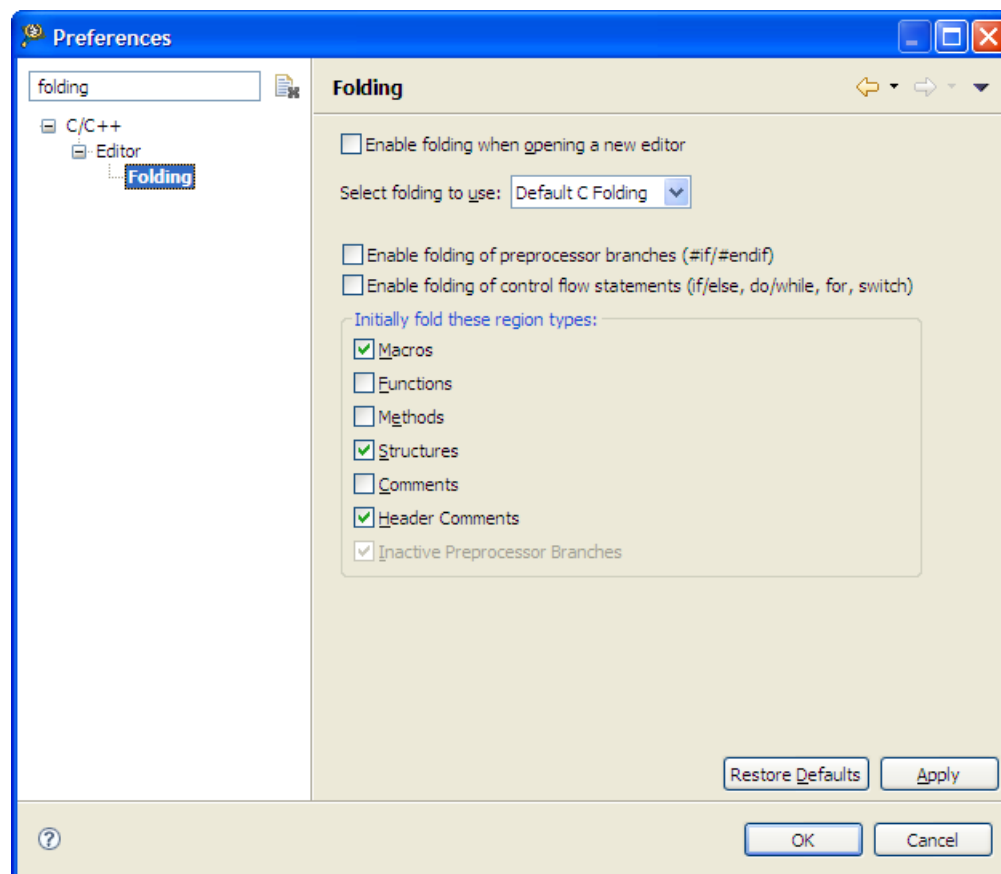 Preferences
folding
C/C++
Editor
Folding
Folding
Enable folding when opening a new editor
Select folding to use: Default C Folding
Enable folding of preprocessor branches (#if/#endif)
Enable folding of control flow statements (if/else, do/while, for, switch)
Initially fold these region types:
Macros
Functions
Methods
Structures
Comments
Header Comments
Inactive Preprocessor Branches
Restore Defaults Apply
? OK Cancel